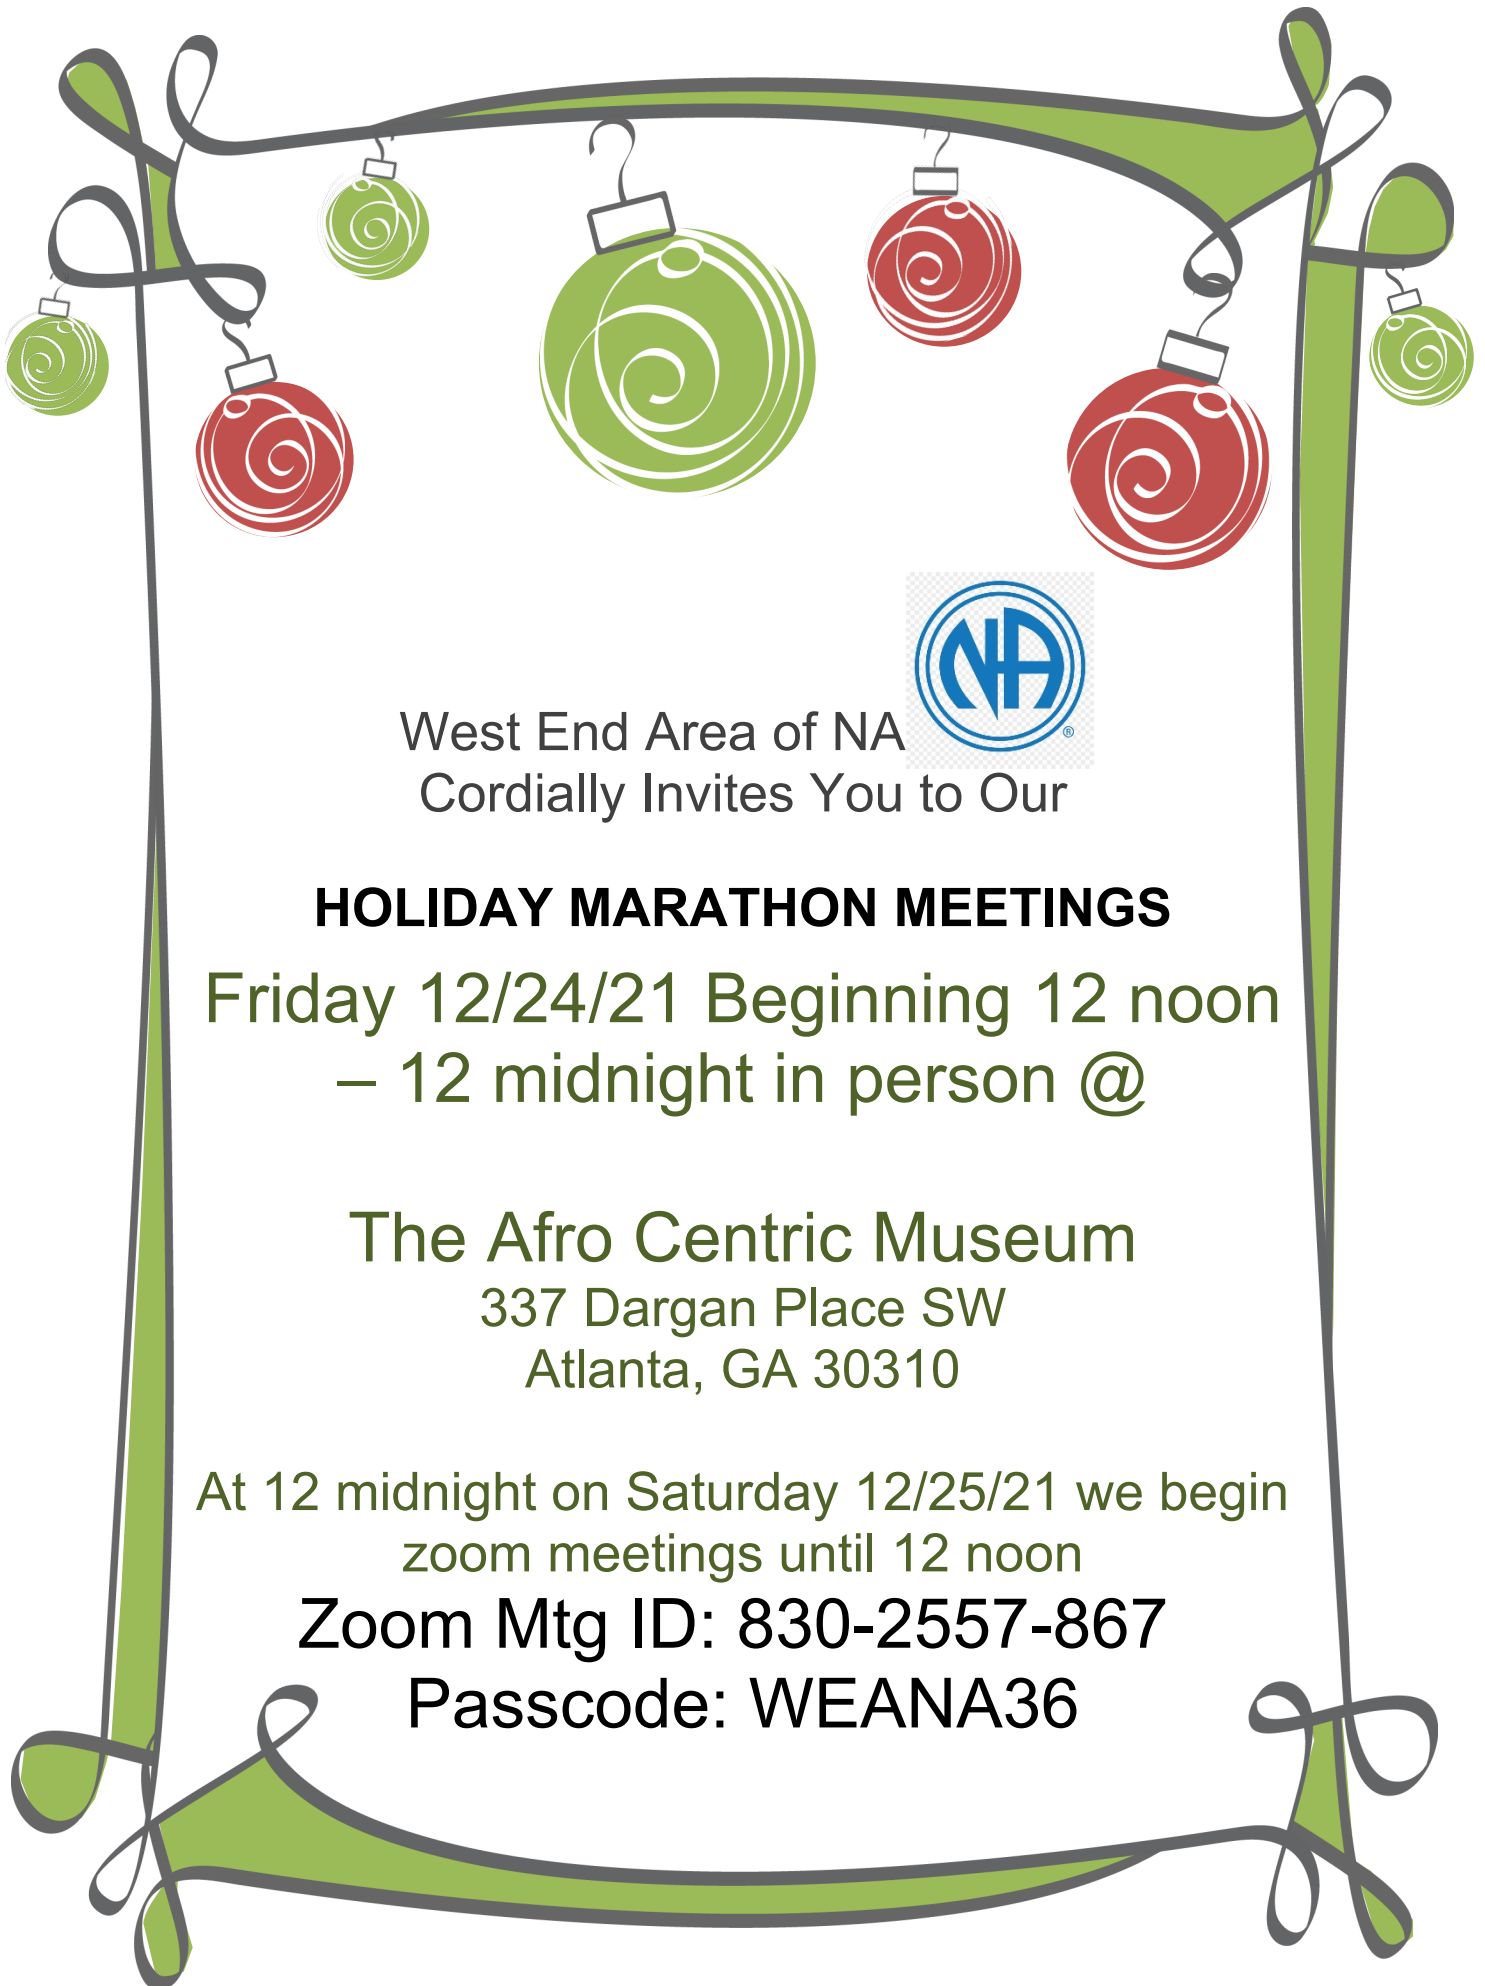 NA
®
West End Area of NA
Cordially Invites You to Our
HOLIDAY MARATHON MEETINGS
Friday 12/24/21 Beginning 12 noon
– 12 midnight in person @
The Afro Centric Museum
337 Dargan Place SW
Atlanta, GA 30310
At 12 midnight on Saturday 12/25/21 we begin
zoom meetings until 12 noon
Zoom Mtg ID: 830-2557-867
Passcode: WEANA36